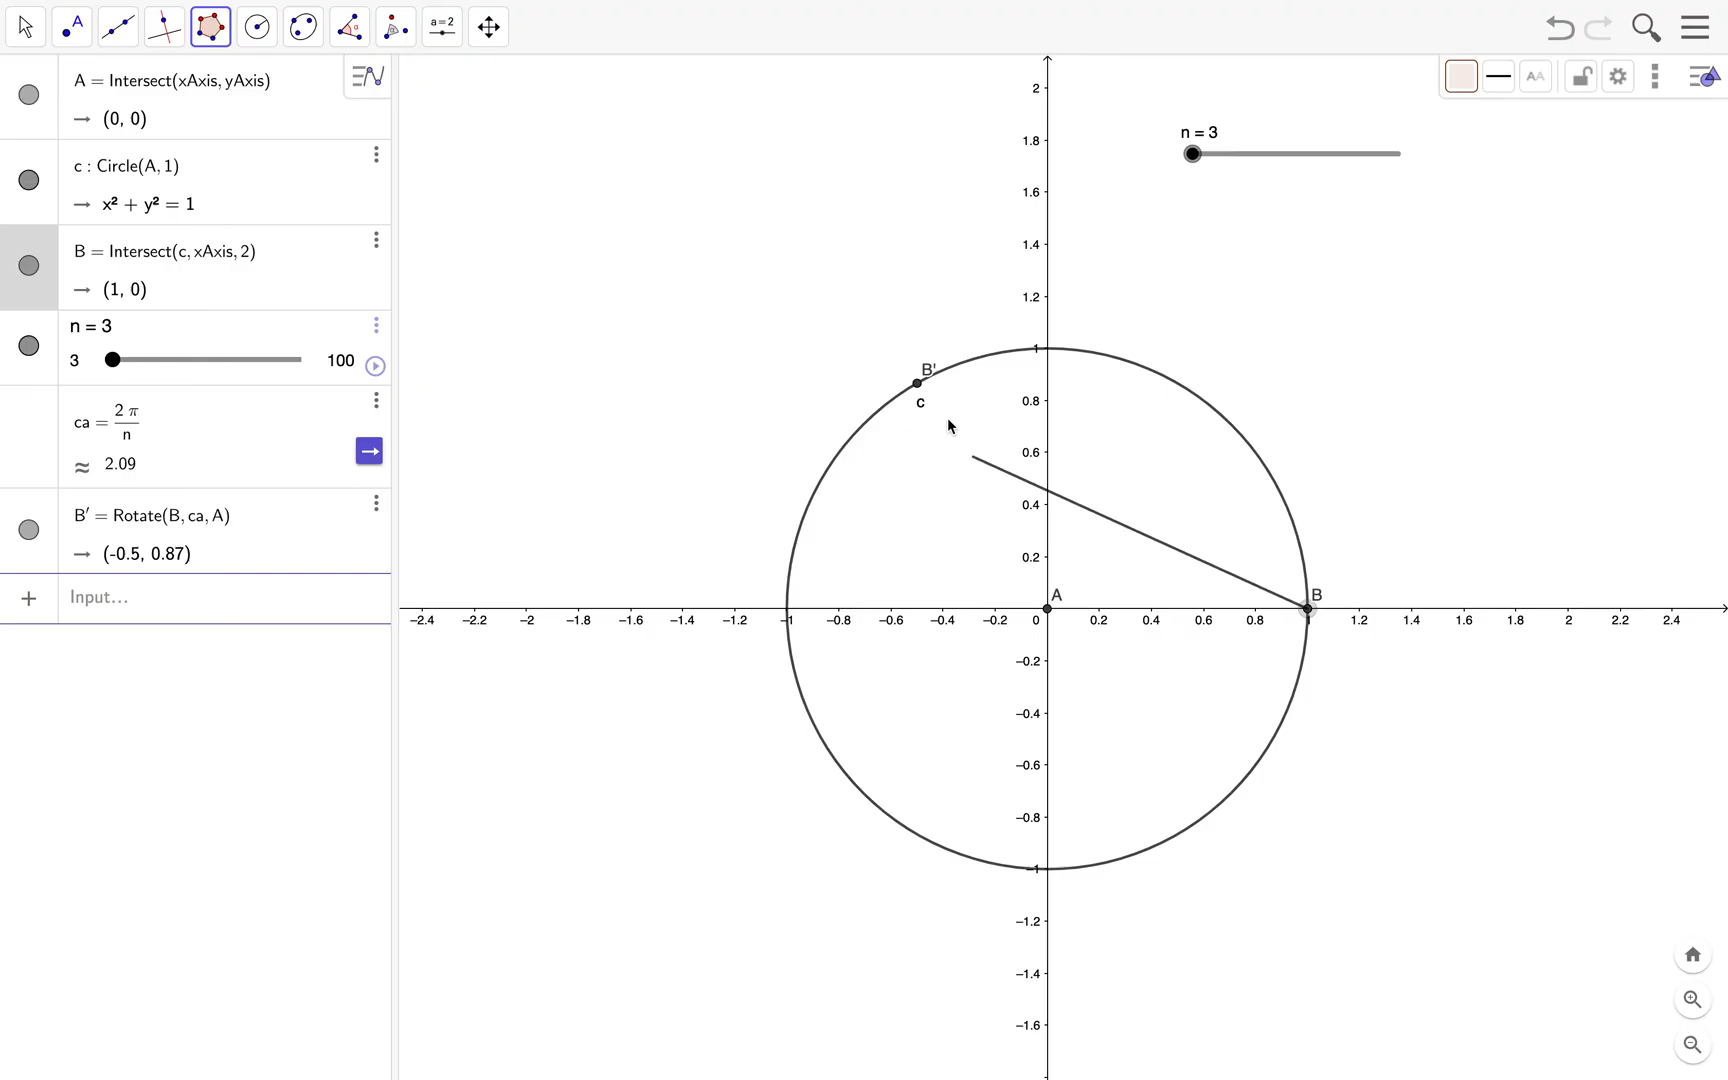 A
a=2
A = Intersect(xAxis, yAxis)
→ (0, 0)
c : Circle(A, 1)
→ x² + y² = 1
B = Intersect(c, xAxis, 2)
→ (1, 0)
n = 3
3 100
ca = 2 π / n
≈ 2.09
B′ = Rotate(B, ca, A)
→ (-0.5, 0.87)
+ Input...
AA
n = 3
2
1.8
1.6
1.4
1.2
1
0.8
0.6
0.4
0.2
B'
c
A
B
−2.4 −2.2 −2 −1.8 −1.6 −1.4 −1.2 −1 −0.8 −0.6 −0.4 −0.2 0 0.2 0.4 0.6 0.8 1 1.2 1.4 1.6 1.8 2 2.2 2.4
−0.2
−0.4
−0.6
−0.8
−1
−1.2
−1.4
−1.6